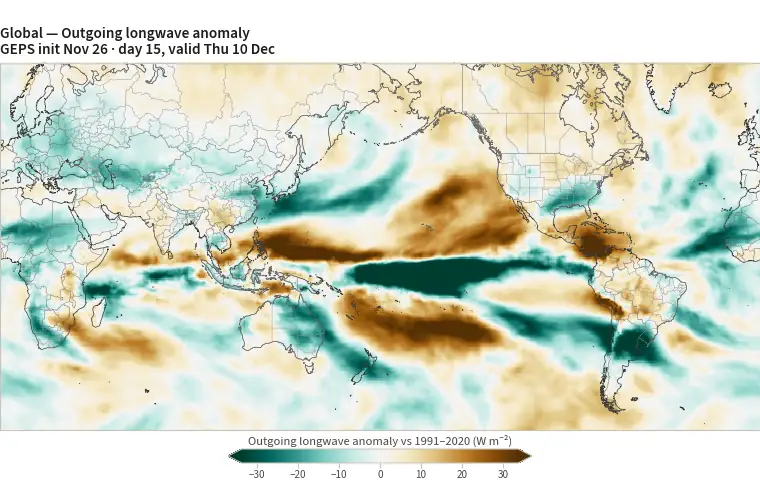 Global — Outgoing longwave anomaly
GEPS init Nov 26 · day 15, valid Thu 10 Dec
Outgoing longwave anomaly vs 1991–2020 (W m⁻²)
−30 −20 −10 0 10 20 30